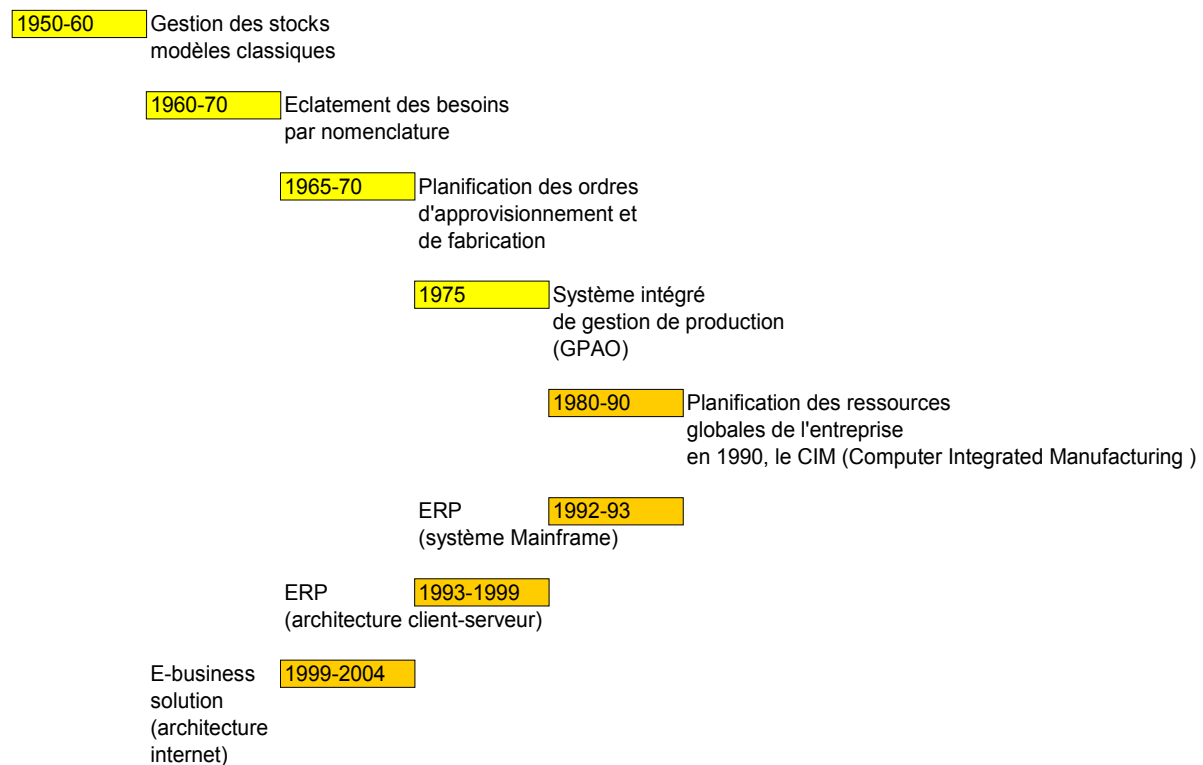 1950-60 Gestion des stocks
modèles classiques
1960-70 Eclatement des besoins
par nomenclature
1965-70 Planification des ordres
d'approvisionnement et
de fabrication
1975 Système intégré
de gestion de production
(GPAO)
1980-90 Planification des ressources
globales de l'entreprise
en 1990, le CIM (Computer Integrated Manufacturing )
ERP 1992-93
(système Mainframe)
ERP 1993-1999
(architecture client-serveur)
E-business 1999-2004
solution
(architecture
internet)